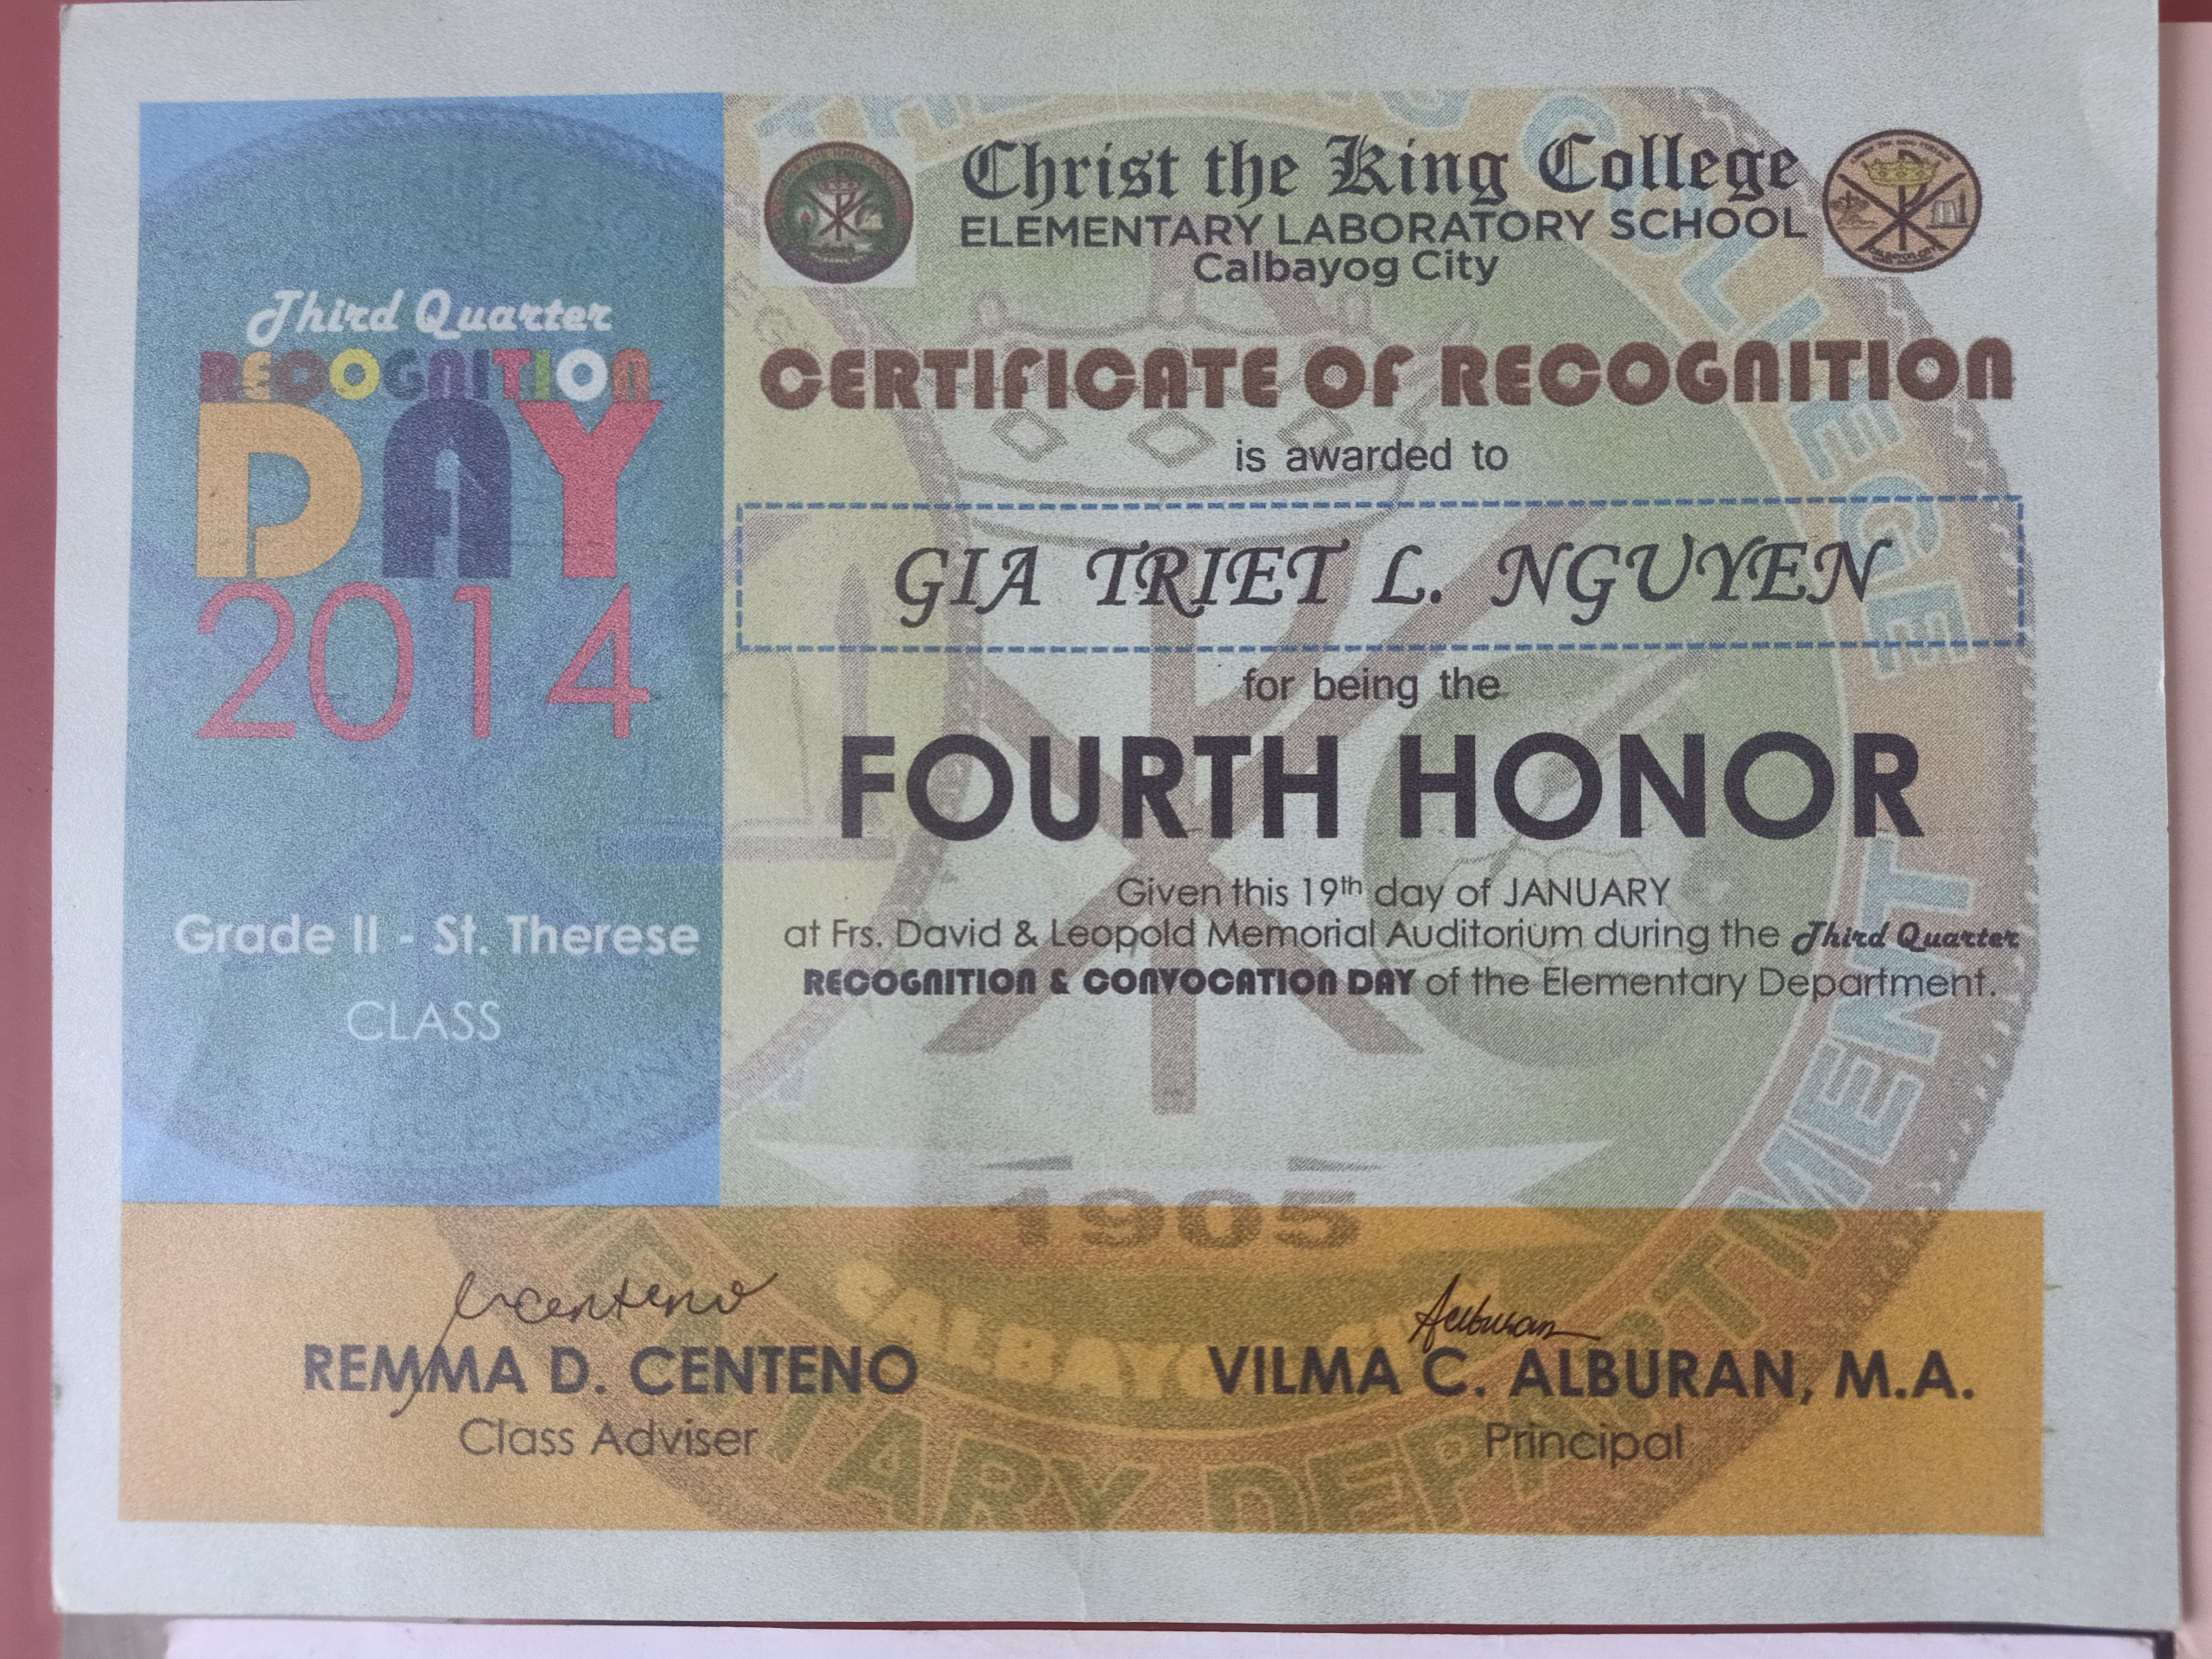 Christ the King College
ELEMENTARY LABORATORY SCHOOL
Calbayog City
Third Quarter
RECOGNITION
DAY
2014
Grade II - St. Therese
CLASS
CERTIFICATE OF RECOGNITION
is awarded to
GIA TRIET L. NGUYEN
for being the
FOURTH HONOR
Given this 19th day of JANUARY
at Frs. David & Leopold Memorial Auditorium during the Third Quarter
RECOGNITION & CONVOCATION DAY of the Elementary Department.
1905
REMMA D. CENTENO
Class Adviser
VILMA C. ALBURAN, M.A.
Principal